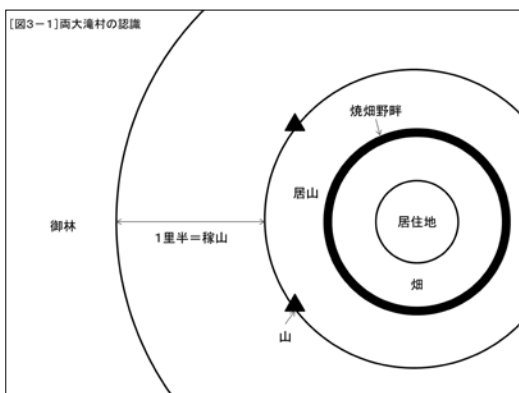 [図3－1]両大滝村の認識
焼畑野畔
居山
居住地
御林
1里半＝稼山
畑
山